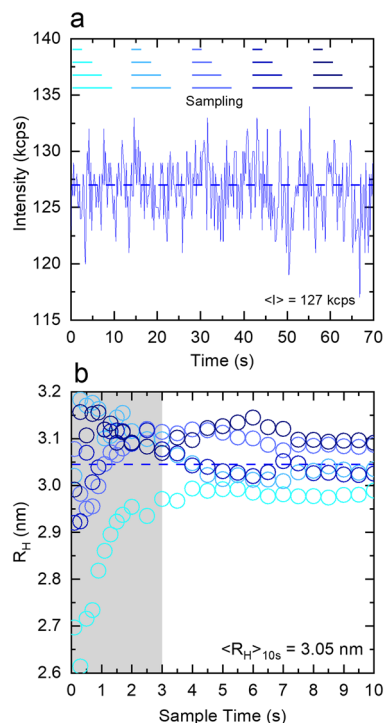 a
140
135
130
125
120
115
Intensity (kcps)
Sampling
<I> = 127 kcps
0 10 20 30 40 50 60 70
Time (s)
b
3.2
3.1
3.0
2.9
2.8
2.7
2.6
R_H (nm)
<R_H>_10s = 3.05 nm
0 1 2 3 4 5 6 7 8 9 10
Sample Time (s)